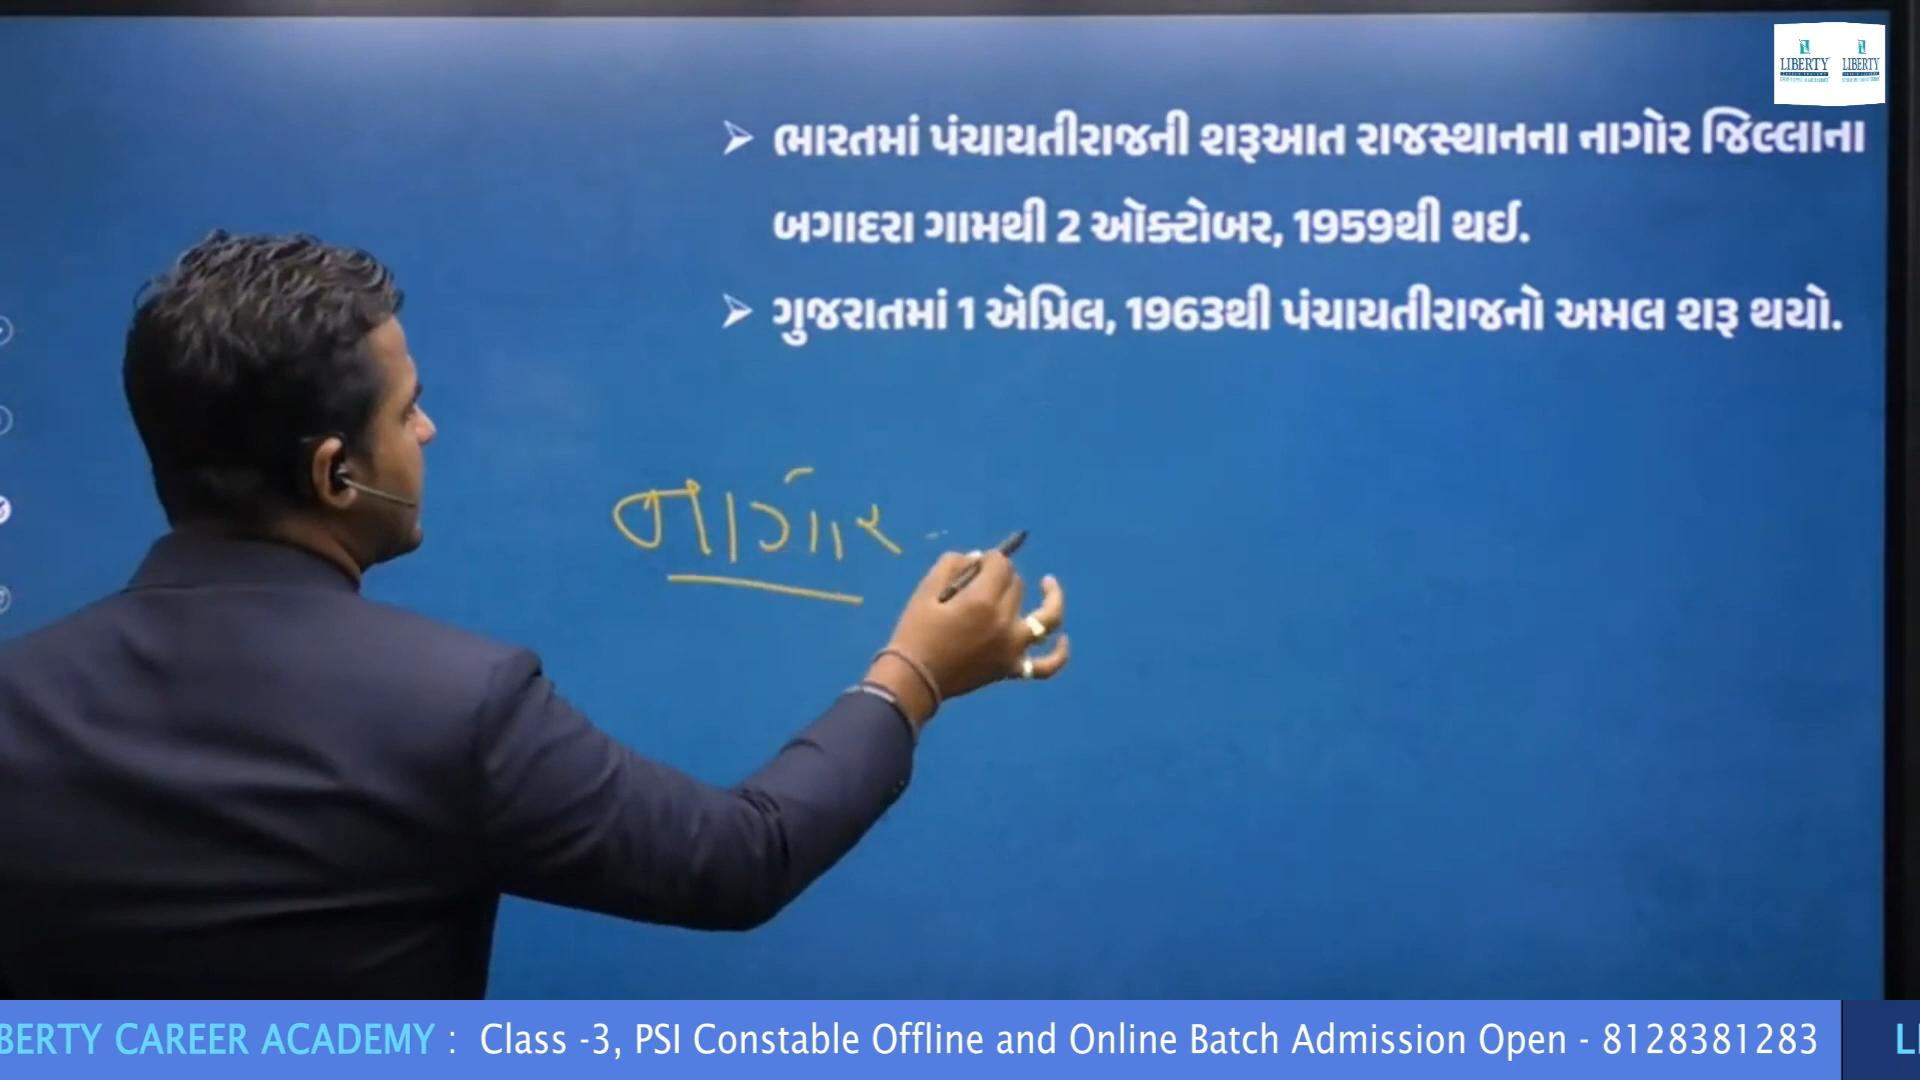 LIBERTY LIBERTY
➢ ભારતમાં પંચાયતીરાજની શરૂઆત રાજસ્થાનના નાગોર જિલ્લાના
બગાદરા ગામથી 2 ઑક્ટોબર, 1959થી થઈ.
➢ ગુજરાતમાં 1 એપ્રિલ, 1963થી પંચાયતીરાજનો અમલ શરૂ થયો.
નાગોર -
BERTY CAREER ACADEMY : Class -3, PSI Constable Offline and Online Batch Admission Open - 8128381283